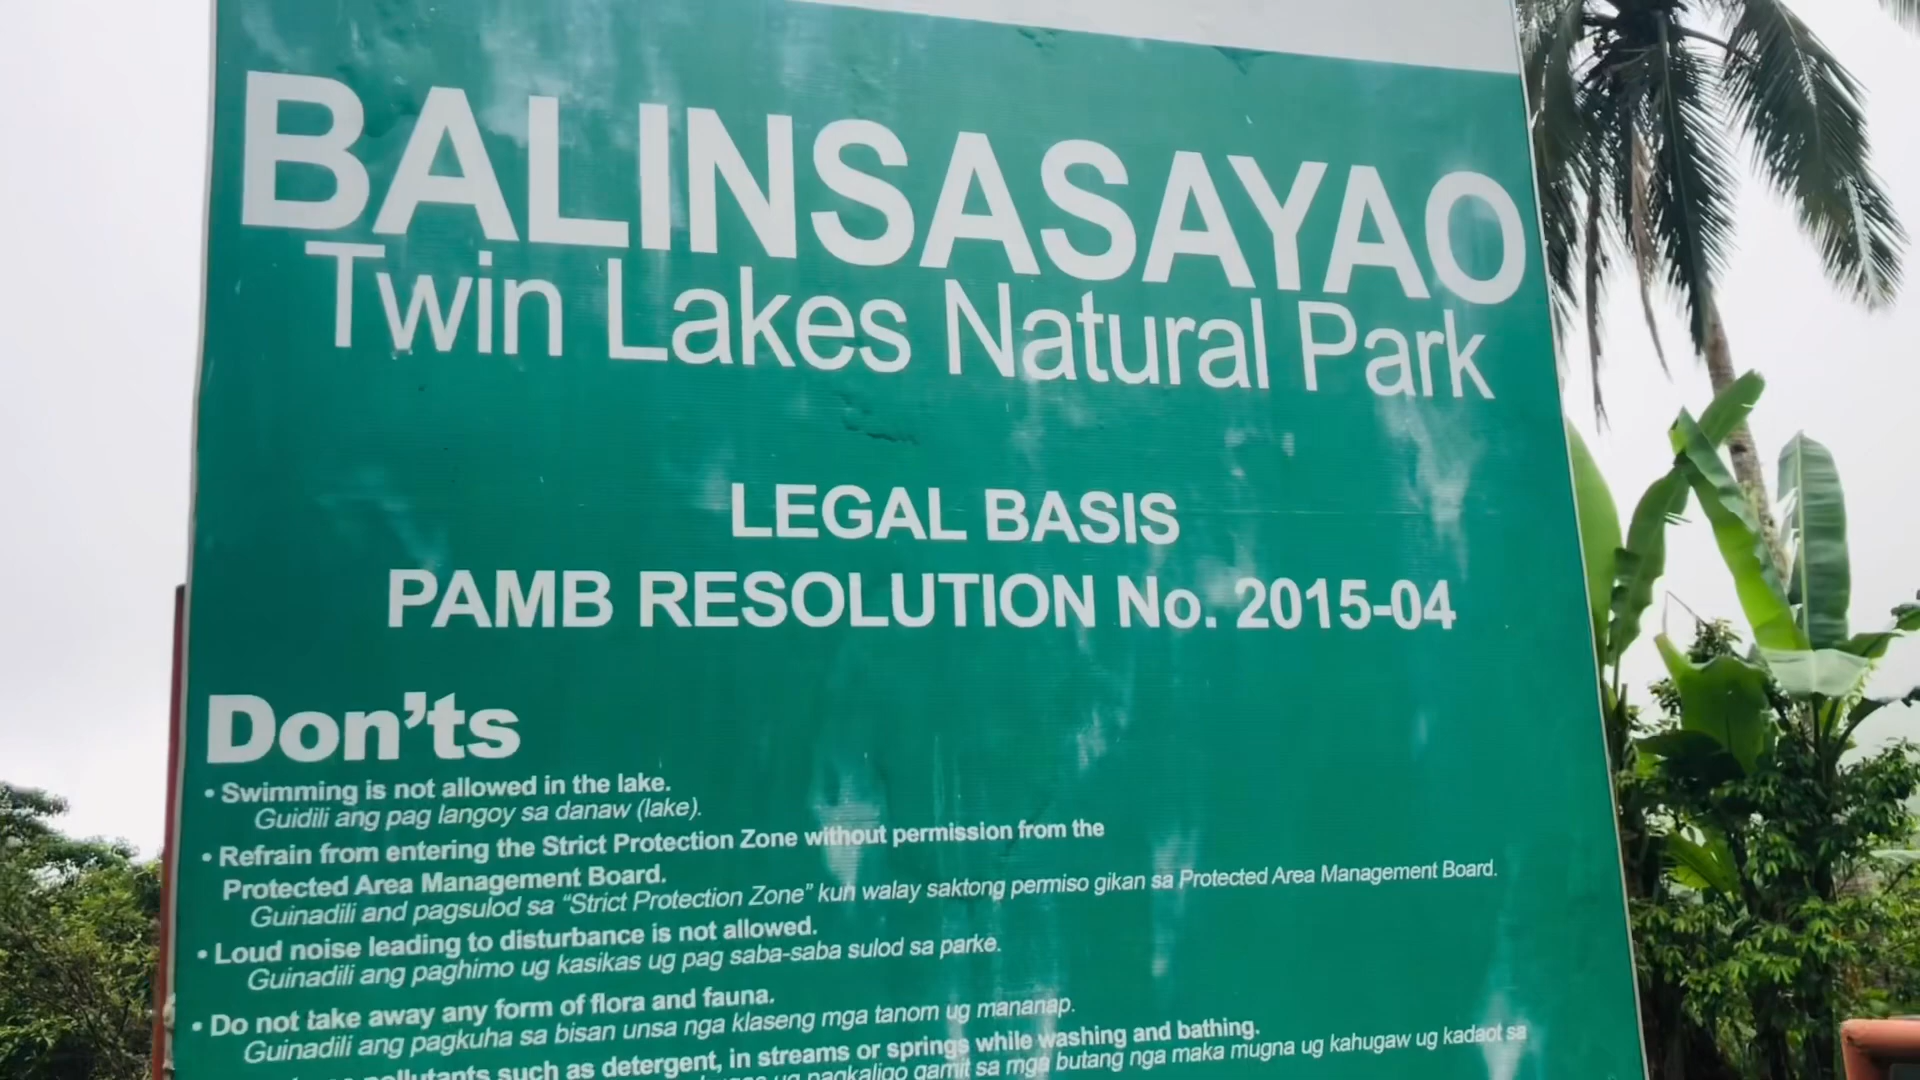 BALINSASAYAO
Twin Lakes Natural Park
LEGAL BASIS
PAMB RESOLUTION No. 2015-04
Don'ts
• Swimming is not allowed in the lake.
Guidili ang pag langoy sa danaw (lake).
• Refrain from entering the Strict Protection Zone without permission from the
Protected Area Management Board.
Guinadili and pagsulod sa “Strict Protection Zone” kun walay saktong permiso gikan sa Protected Area Management Board.
• Loud noise leading to disturbance is not allowed.
Guinadili ang paghimo ug kasikas ug pag saba-saba sulod sa parke.
• Do not take away any form of flora and fauna.
Guinadili ang pagkuha sa bisan unsa nga klaseng mga tanom ug mananap.
pollutants such as detergent, in streams or springs while washing and bathing.
ug pagkaligo gamit sa mga butang nga maka mugna ug kahugaw ug kadaot sa